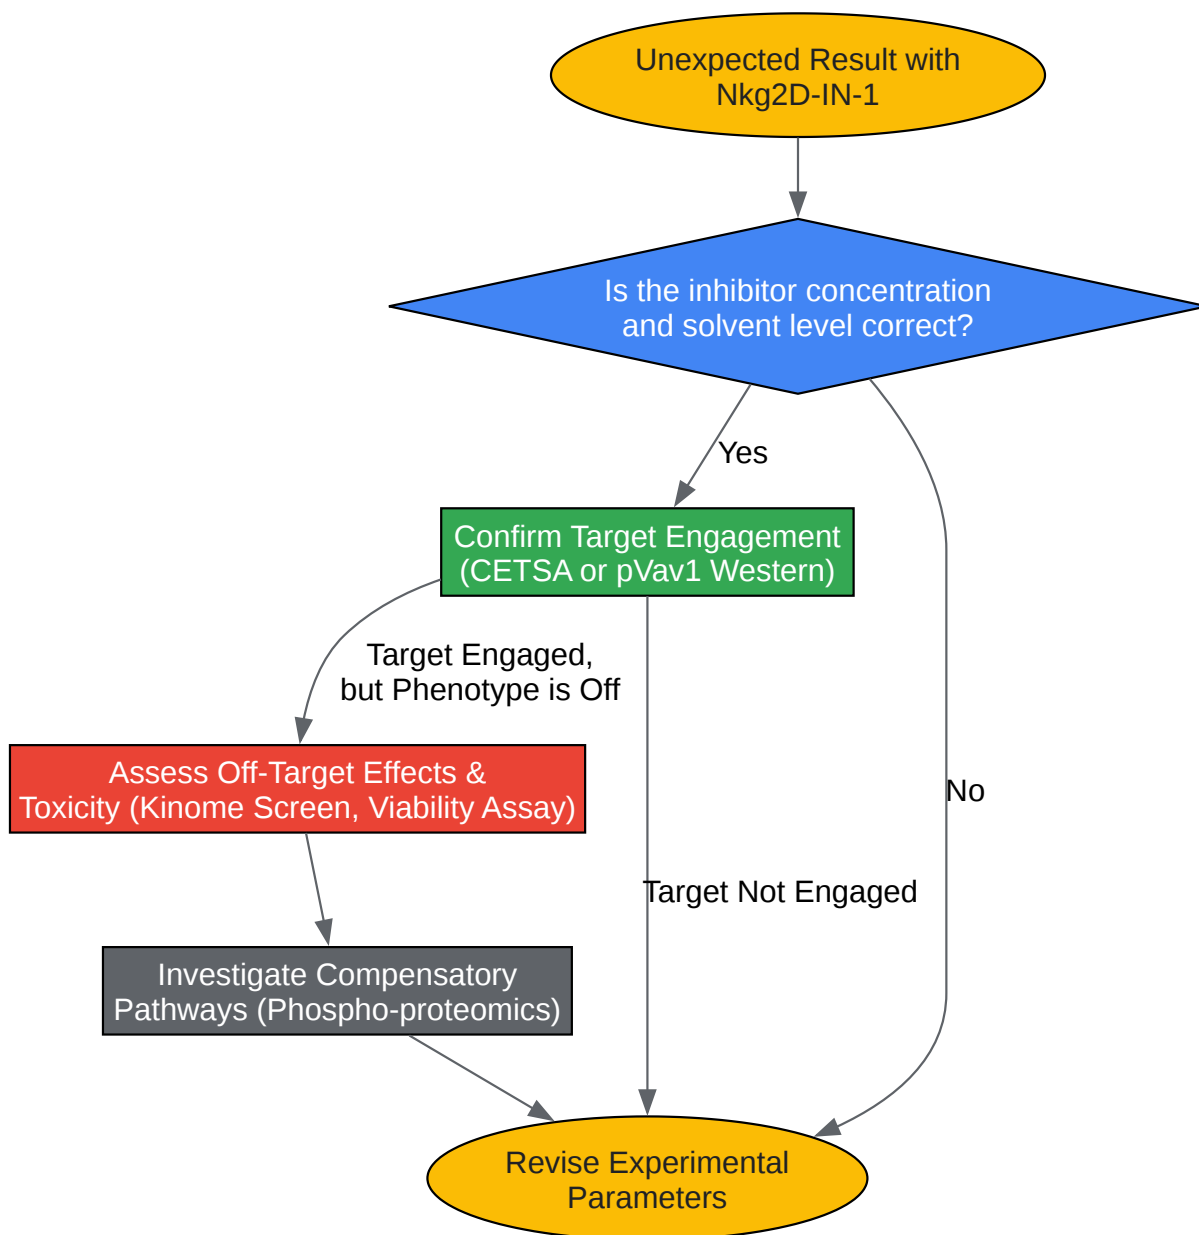 Unexpected Result with
Nkg2D-IN-1
Is the inhibitor concentration
and solvent level correct?
Yes
Confirm Target Engagement
(CETSA or pVav1 Western)
Target Engaged,
but Phenotype is Off
Assess Off-Target Effects &
Toxicity (Kinome Screen, Viability Assay)
No
Target Not Engaged
Investigate Compensatory
Pathways (Phospho-proteomics)
Revise Experimental
Parameters